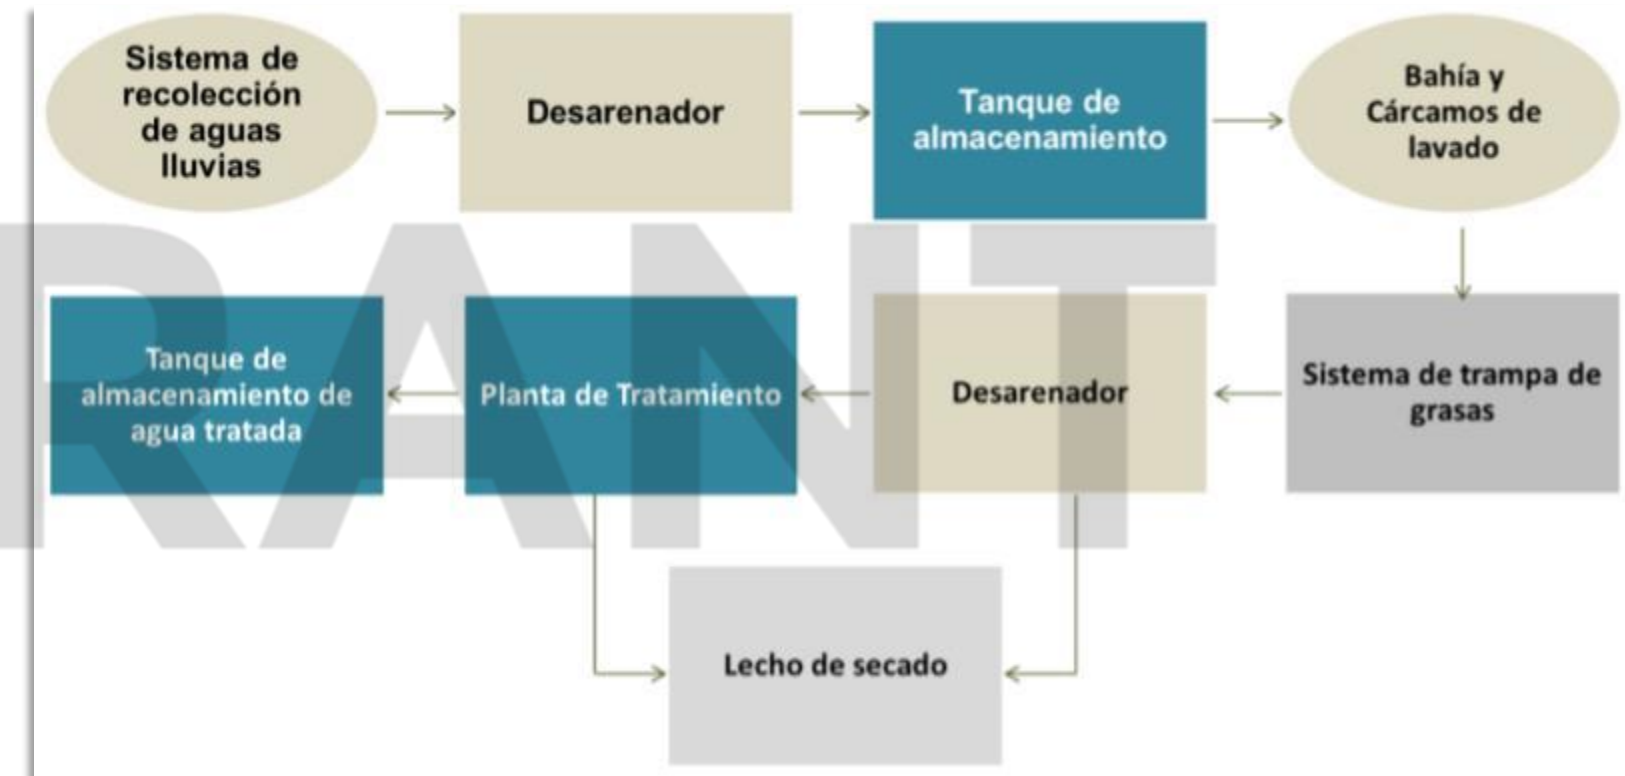 Sistema de
recolección
de aguas
lluvias
Desarenador
Tanque de
almacenamiento
Bahía y
Cárcamos de
lavado
Tanque de
almacenamiento de
agua tratada
Planta de Tratamiento
Desarenador
Sistema de trampa de
grasas
Lecho de secado
RANT